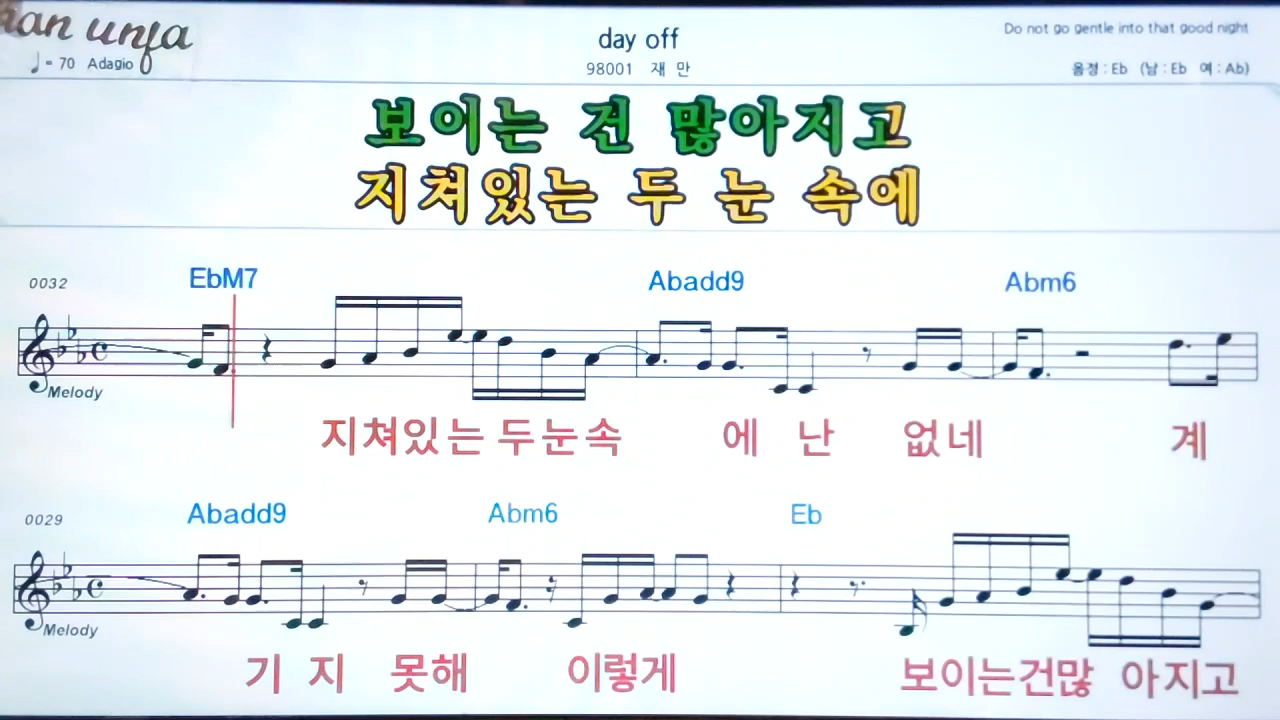 unfa
day off
Do not go gentle into that good night
♩= 70 Adagio
98001 재 만
음정 : Eb (남 : Eb 여 : Ab)
보이는 건 많아지고
지쳐있는 두 눈 속에
0032 EbM7 Abadd9 Abm6
Melody
지쳐있는 두눈속 에 난 없네 계
0029 Abadd9 Abm6 Eb
Melody
기 지 못해 이렇게 보이는건많 아지고